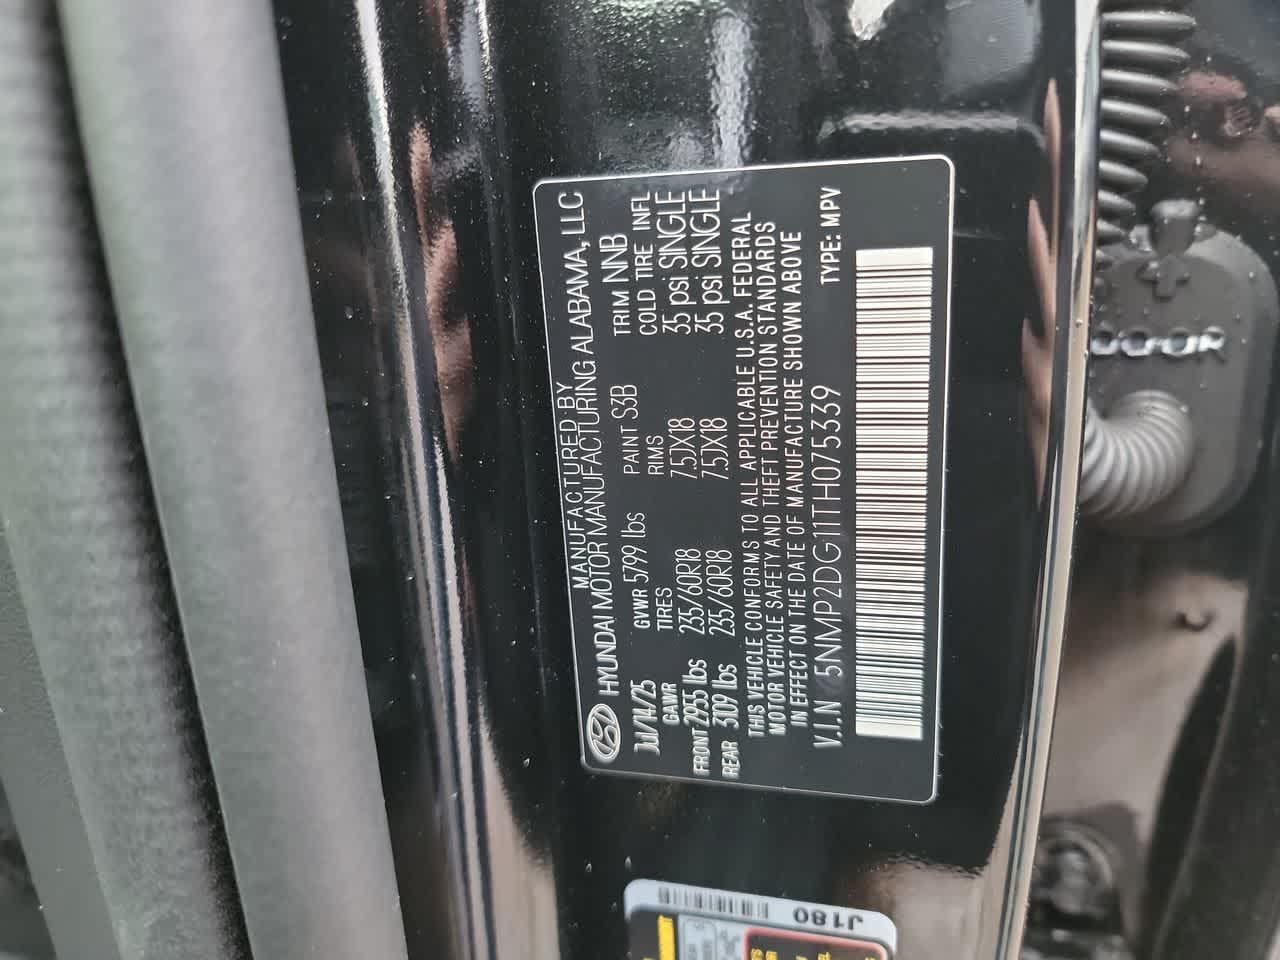 MANUFACTURED BY
HYUNDAI MOTOR MANUFACTURING ALABAMA, LLC
JUL/14/25 GVWR 5799 lbs PAINT S3B TRIM NNB
GAWR TIRES RIMS COLD TIRE INFL
FRONT 2955 lbs 235/60R18 7.5JX18 35 psi SINGLE
REAR 3109 lbs 235/60R18 7.5JX18 35 psi SINGLE
THIS VEHICLE CONFORMS TO ALL APPLICABLE U.S.A. FEDERAL
MOTOR VEHICLE SAFETY AND THEFT PREVENTION STANDARDS
IN EFFECT ON THE DATE OF MANUFACTURE SHOWN ABOVE
V.I.N 5NMP2DG11TH075339 TYPE: MPV
J180